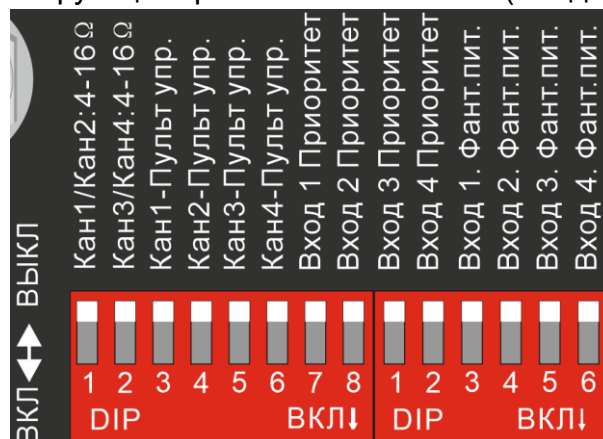 Кан1/Кан2:4-16Ω
Кан3/Кан4:4-16Ω
Кан1-Пульт упр.
Кан2-Пульт упр.
Кан3-Пульт упр.
Кан4-Пульт упр.
Вход 1 Приоритет
Вход 2 Приоритет
Вход 3 Приоритет
Вход 4 Приоритет
Вход 1. Фант.пит.
Вход 2. Фант.пит.
Вход 3. Фант.пит.
Вход 4. Фант.пит.
ВКЛ ↔ ВЫКЛ
1 2 3 4 5 6 7 8 1 2 3 4 5 6
DIP ВКЛ↓ DIP ВКЛ↓